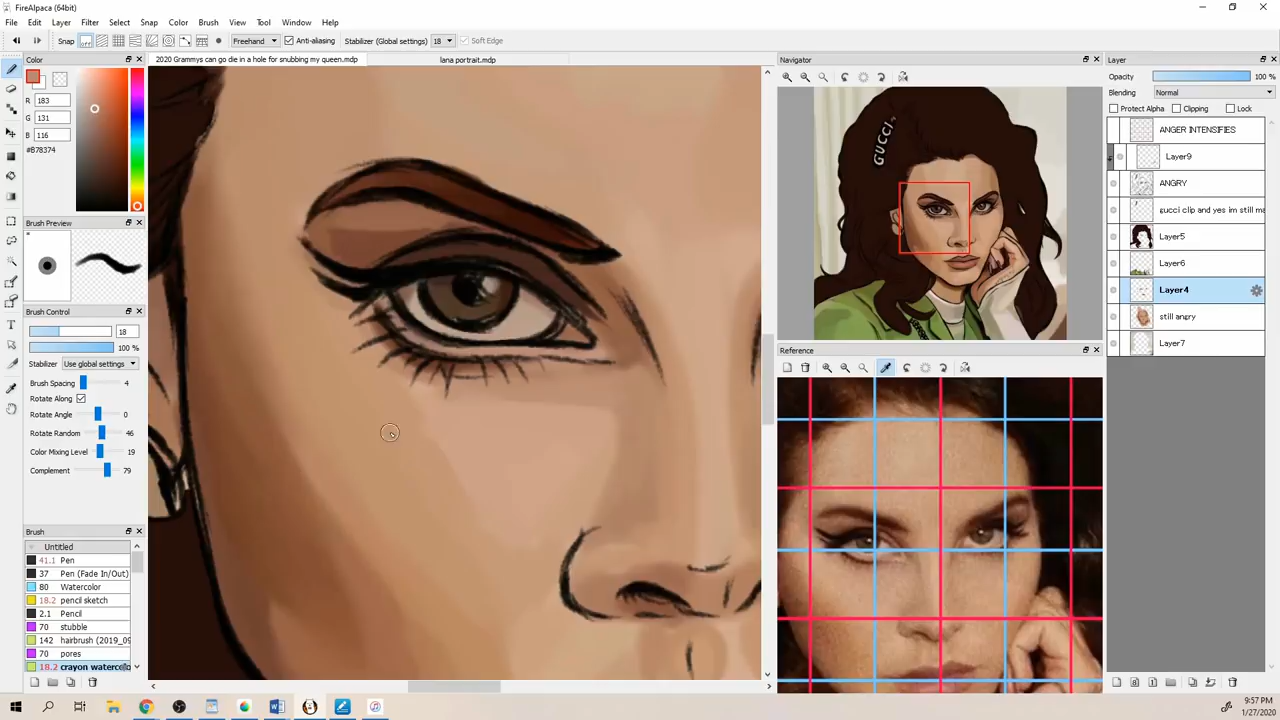 FireAlpaca (64bit)
File Edit Layer Filter Select Snap Color Brush View Tool Window Help
Snap Freehand Anti-aliasing Stabilizer (Global settings) 18 Soft Edge
Color
2020 Grammys can go die in a hole for snubbing my queen.mdp
lana portrait.mdp
Navigator
Layer
Opacity 100 %
Blending Normal
Protect Alpha Clipping Lock
R 183
G 131
B 116
#B78374
GUCCI
ANGER INTENSIFIES
Layer9
ANGRY
gucci clip and yes im still ma
Layer5
Layer6
Layer4
still angry
Layer7
Brush Preview
Brush Control
18
100 %
Stabilizer Use global settings
Brush Spacing 4
Rotate Along
Rotate Angle 0
Rotate Random 46
Color Mixing Level 19
Complement 79
Reference
Brush
Untitled
41.1 Pen
37 Pen (Fade In/Out)
80 Watercolor
18.2 pencil sketch
2.1 Pencil
70 stubble
142 hairbrush (2019_09
70 pores
18.2 crayon waterco
9:57 PM
1/27/2020